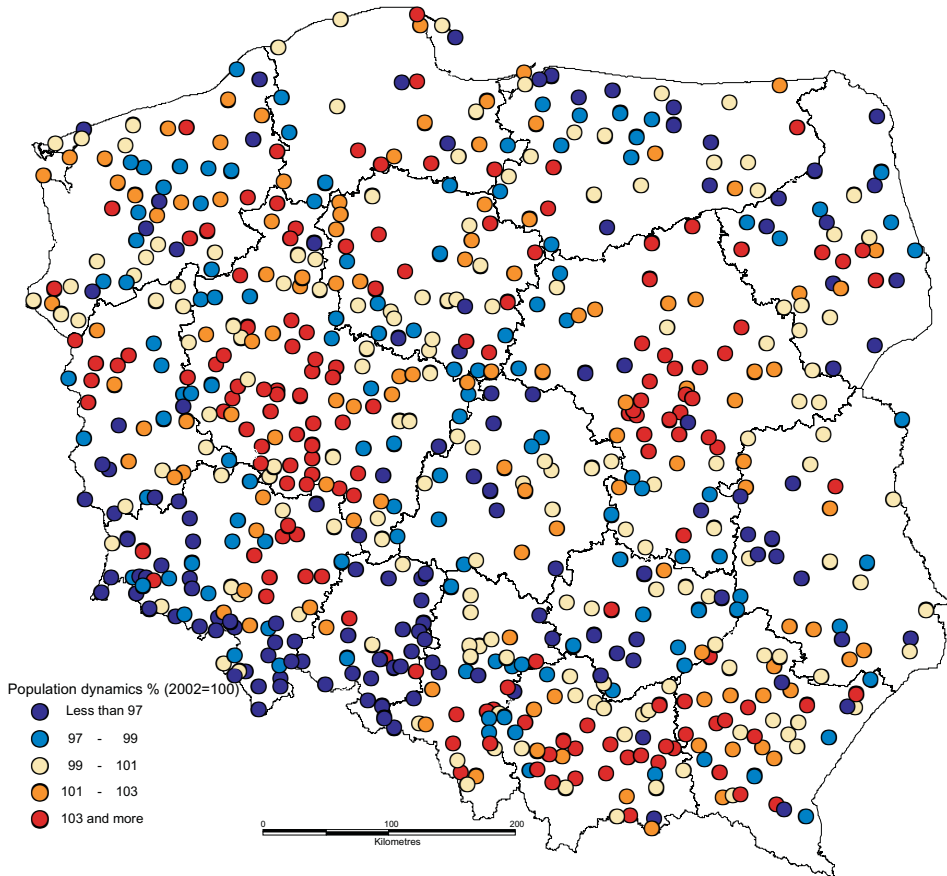 Population dynamics % (2002=100)
Less than 97
97 - 99
99 - 101
101 - 103
103 and more
0 100 200
Kilometres